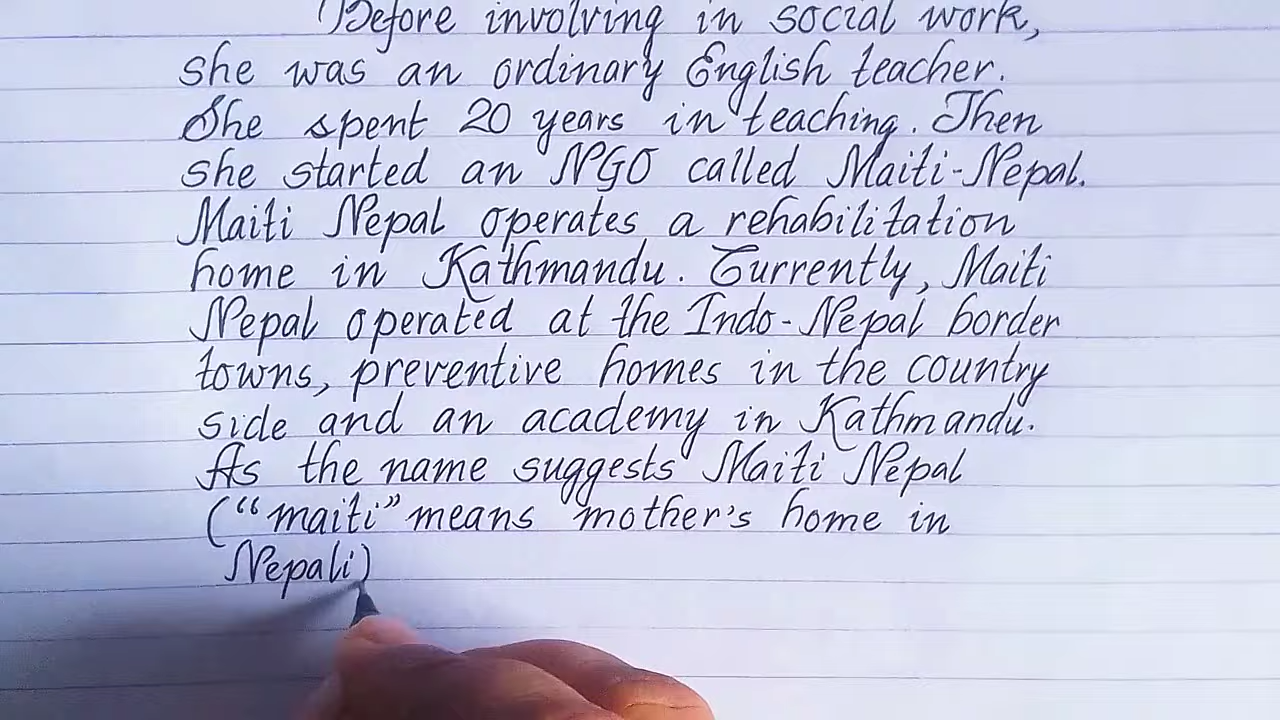 Before involving in social work,
she was an ordinary English teacher.
She spent 20 years in teaching. Then
she started an NGO called Maiti-Nepal.
Maiti Nepal operates a rehabilitation
home in Kathmandu. Currently, Maiti
Nepal operated at the Indo-Nepal border
towns, preventive homes in the country
side and an academy in Kathmandu.
As the name suggests Maiti Nepal
("maiti" means mother's home in
Nepali)